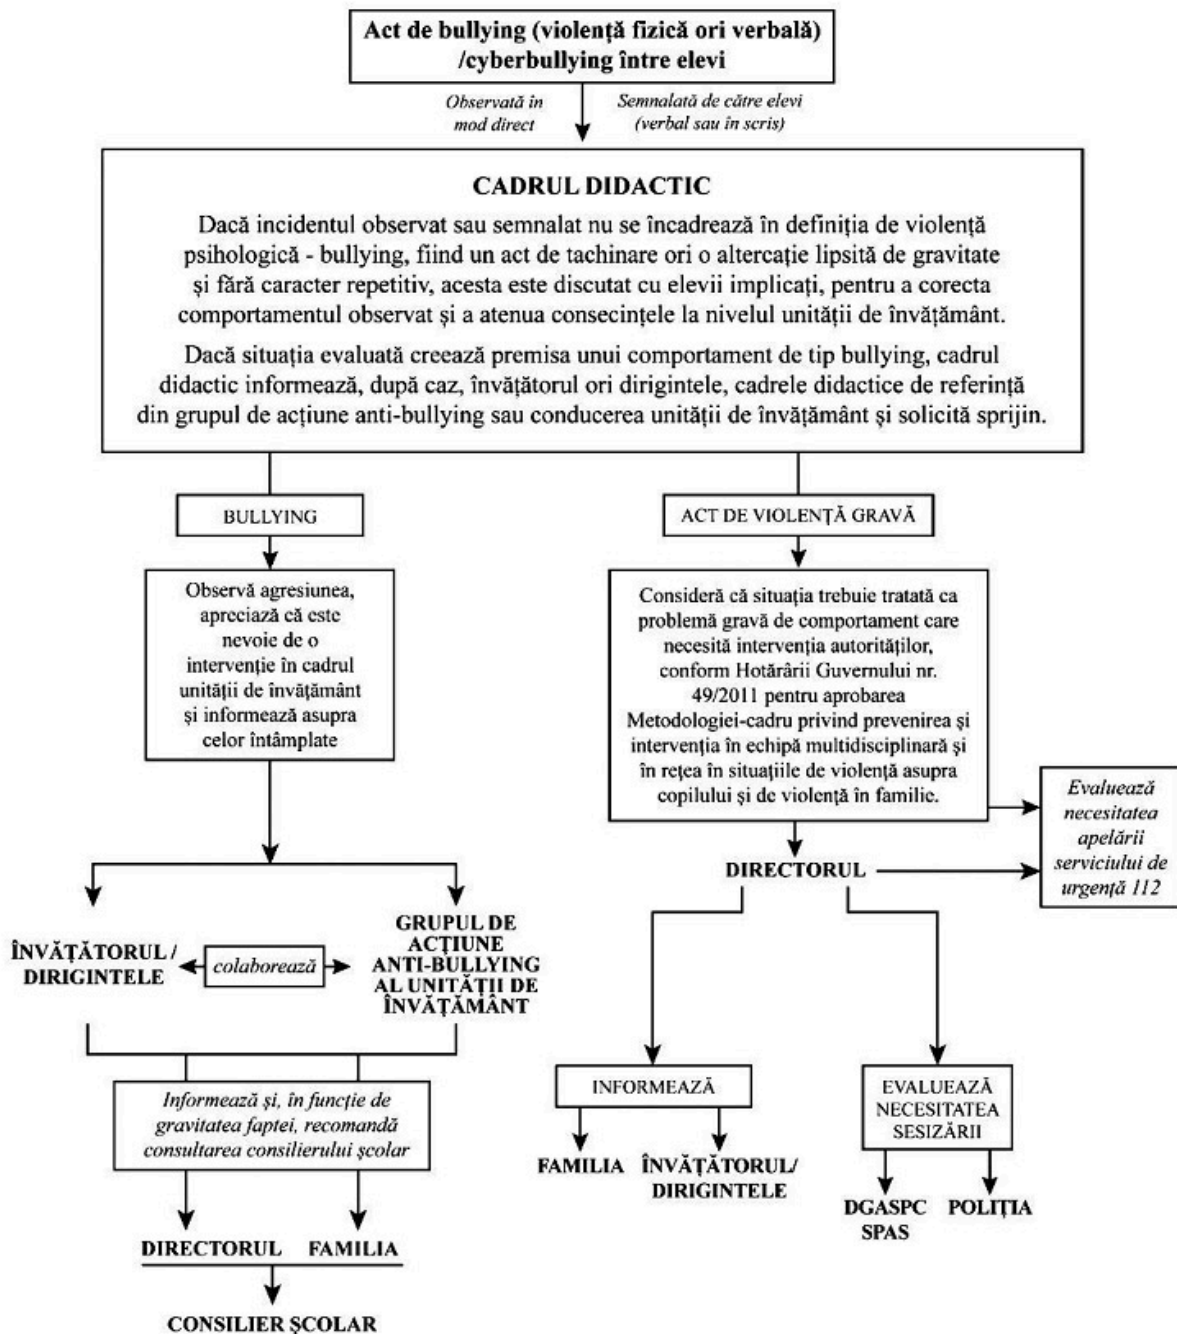 Act de bullying (violență fizică ori verbală)
/cyberbullying între elevi
Observată în
mod direct
Semnalată de către elevi
(verbal sau în scris)
CADRUL DIDACTIC
Dacă incidentul observat sau semnalat nu se încadrează în definiția de violență
psihologică - bullying, fiind un act de tachinare ori o altercație lipsită de gravitate
și fără caracter repetitiv, acesta este discutat cu elevii implicați, pentru a corecta
comportamentul observat și a atenua consecințele la nivelul unității de învățământ.
Dacă situația evaluată creează premisa unui comportament de tip bullying, cadrul
didactic informează, după caz, învățătorul ori dirigintele, cadrele didactice de referință
din grupul de acțiune anti-bullying sau conducerea unității de învățământ și solicită sprijin.
BULLYING
Observă agresiunea,
apreciază că este
nevoie de o
intervenție în cadrul
unității de învățământ
și informează asupra
celor întâmplate
ÎNVĂȚĂTORUL /
DIRIGINTELE
colaborează
GRUPUL DE
ACȚIUNE
ANTI-BULLYING
AL UNITĂȚII DE
ÎNVĂȚĂMÂNT
Informează și, în funcție de
gravitatea faptei, recomandă
consultarea consilierului școlar
DIRECTORUL
FAMILIA
CONSILIER ȘCOLAR
ACT DE VIOLENȚĂ GRAVĂ
Consideră că situația trebuie tratată ca
problemă gravă de comportament care
necesită intervenția autorităților,
conform Hotărârii Guvernului nr.
49/2011 pentru aprobarea
Metodologiei-cadru privind prevenirea și
intervenția în echipă multidisciplinară și
în rețea în situațiile de violență asupra
copilului și de violență în familie.
Evaluează
necesitatea
apelării
serviciului de
urgență 112
DIRECTORUL
INFORMEAZĂ
FAMILIA
ÎNVĂȚĂTORUL/
DIRIGINTELE
EVALUEAZĂ
NECESITATEA
SESIZĂRII
DGASPC
SPAS
POLIȚIA